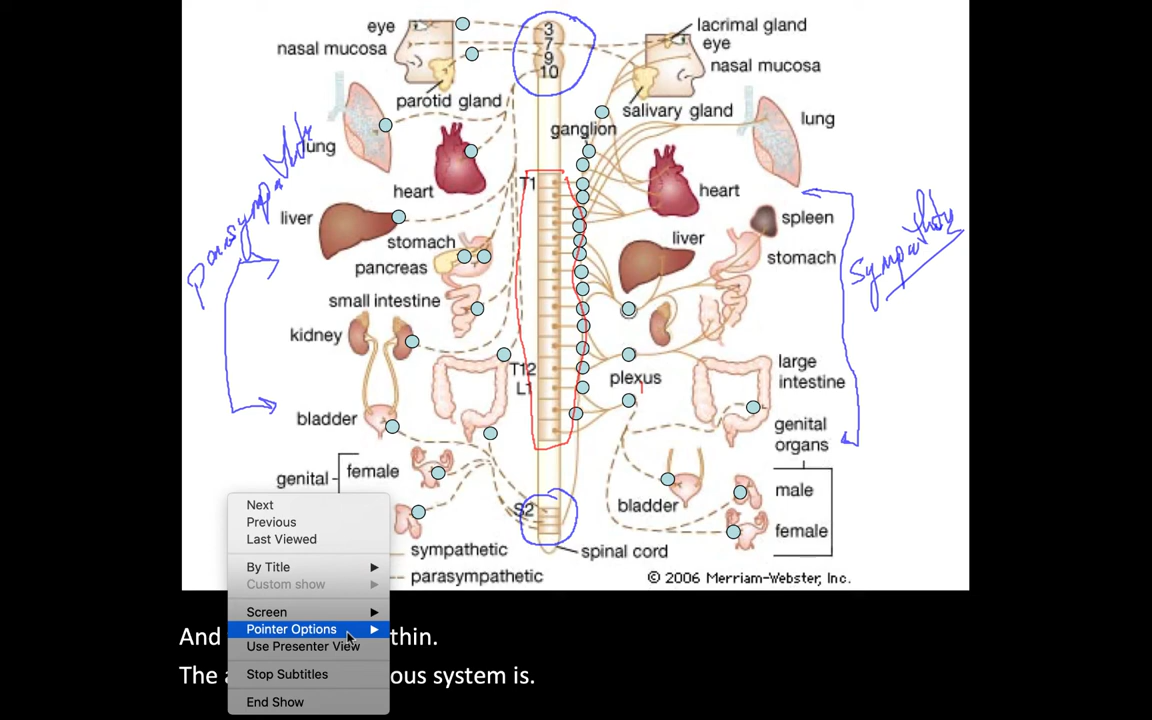 eye
nasal mucosa
parotid gland
lung
heart
liver
stomach
pancreas
small intestine
kidney
bladder
genital
female
3
7
9
10
T1
T12
L1
S2
lacrimal gland
eye
nasal mucosa
salivary gland
ganglion
lung
heart
spleen
liver
stomach
plexus
large
intestine
genital
organs
bladder
male
female
spinal cord
sympathetic
parasympathetic
© 2006 Merriam-Webster, Inc.
Parasympathetic
Sympathetic
Next
Previous
Last Viewed
By Title
Custom show
Screen
Pointer Options
Use Presenter View
Stop Subtitles
End Show
And thin.
The ous system is.